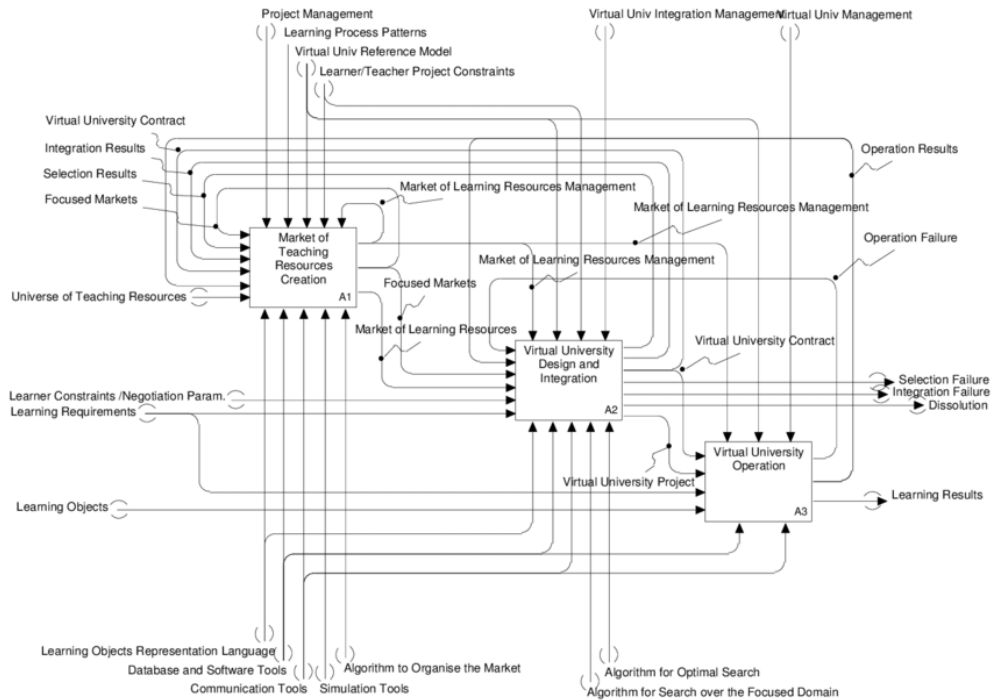 Project Management
Virtual Univ Integration Management
Virtual Univ Management
Learning Process Patterns
Virtual Univ Reference Model
Learner/Teacher Project Constraints
Virtual University Contract
Integration Results
Selection Results
Focused Markets
Operation Results
Market of Learning Resources Management
Market of Learning Resources Management
Operation Failure
Market of
Teaching
Resources
Creation
A1
Market of Learning Resources Management
Universe of Teaching Resources
Focused Markets
Market of Learning Resources
Virtual University Contract
Virtual University
Design and
Integration
A2
Selection Failure
Integration Failure
Dissolution
Learner Constraints /Negotiation Param.
Learning Requirements
Virtual University
Operation
A3
Virtual University Project
Learning Results
Learning Objects
Learning Objects Representation Language
Database and Software Tools
Algorithm to Organise the Market
Communication Tools
Simulation Tools
Algorithm for Optimal Search
Algorithm for Search over the Focused Domain